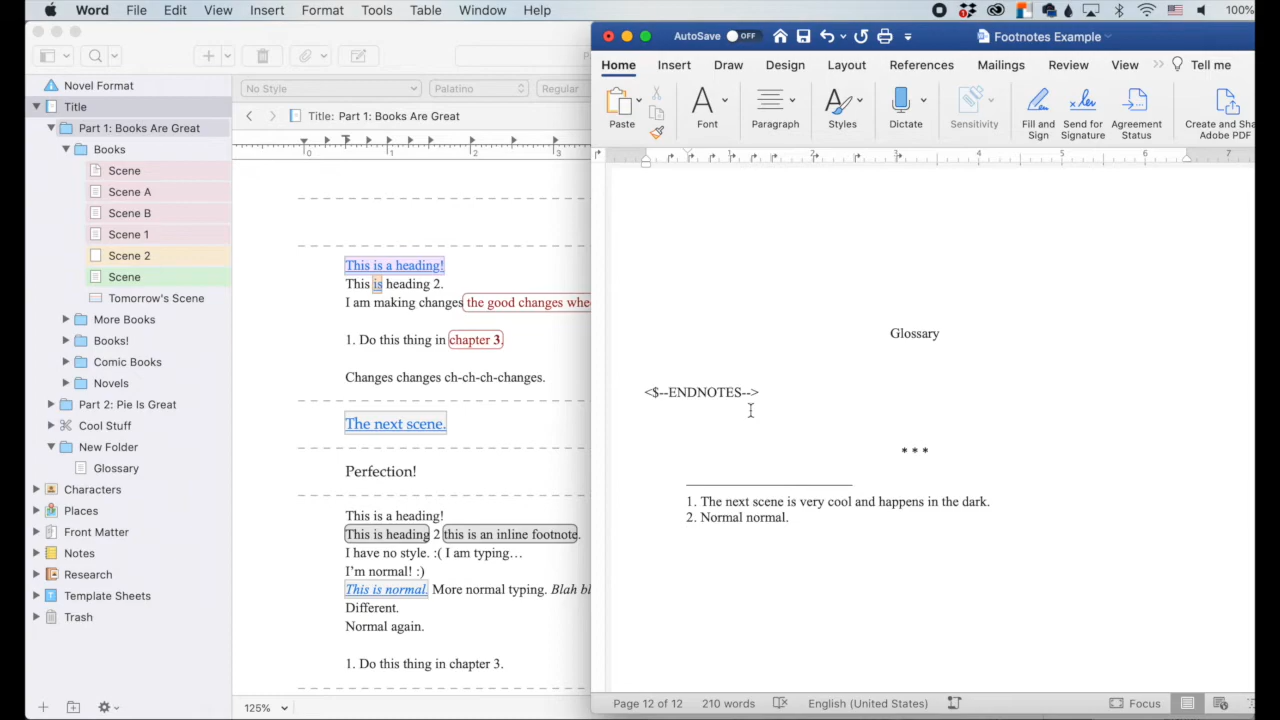 Word File Edit View Insert Format Tools Table Window Help 100%
AutoSave OFF Footnotes Example
Home Insert Draw Design Layout References Mailings Review View Tell me
Paste Font Paragraph Styles Dictate Sensitivity Fill and Sign Send for Signature Agreement Status Create and Sha Adobe PDF
No Style Palatino Regular
Title: Part 1: Books Are Great
0 1 2 3
1 3 4 5 6 7
Novel Format
Title
Part 1: Books Are Great
Books
Scene
Scene A
Scene B
Scene 1
Scene 2
Scene
Tomorrow's Scene
More Books
Books!
Comic Books
Novels
Part 2: Pie Is Great
Cool Stuff
New Folder
Glossary
Characters
Places
Front Matter
Notes
Research
Template Sheets
Trash
This is a heading!
This is heading 2.
I am making changes the good changes whe
1. Do this thing in chapter 3.
Changes changes ch-ch-ch-changes.
The next scene.
Perfection!
This is a heading!
This is heading 2 this is an inline footnote.
I have no style. :( I am typing…
I'm normal! :)
This is normal. More normal typing. Blah bl
Different.
Normal again.
1. Do this thing in chapter 3.
125%
Glossary
<$--ENDNOTES-->
* * *
1. The next scene is very cool and happens in the dark.
2. Normal normal.
Page 12 of 12 210 words English (United States) Focus